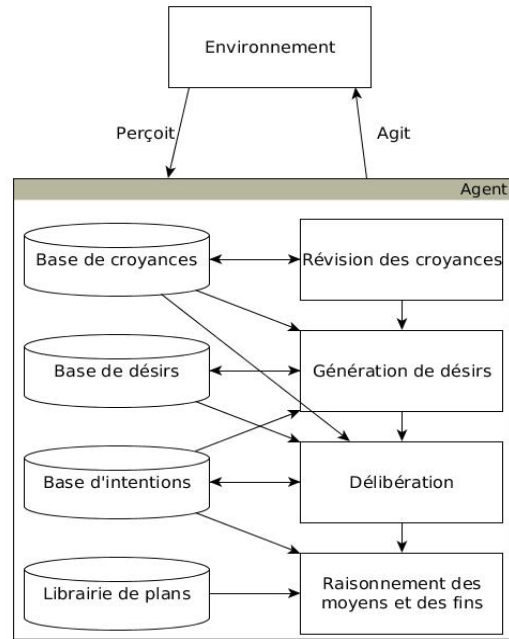 Environnement
Perçoit
Agit
Agent
Base de croyances
Révision des croyances
Base de désirs
Génération de désirs
Base d'intentions
Délibération
Librairie de plans
Raisonnement des
moyens et des fins